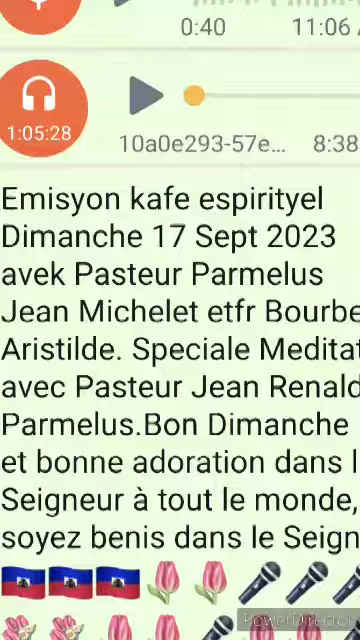 0:40 11:06
1:05:28
10a0e293-57e... 8:38
Emisyon kafe espirityel
Dimanche 17 Sept 2023
avek Pasteur Parmelus
Jean Michelet etfr Bourbe
Aristilde. Speciale Meditat
avec Pasteur Jean Renald
Parmelus.Bon Dimanche
et bonne adoration dans l
Seigneur à tout le monde,
soyez benis dans le Seign
PowerDirector